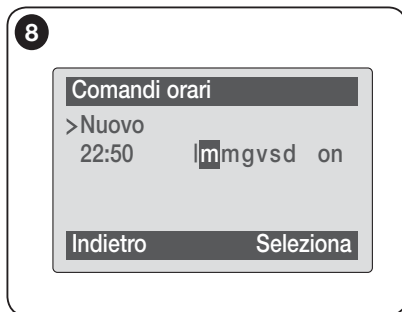 8
Comandi orari
>Nuovo
22:50 lmmgvsd on
Indietro Seleziona